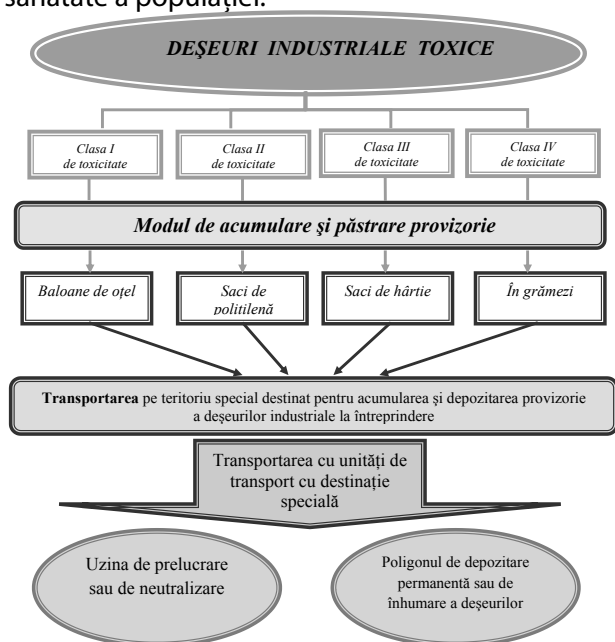 sănătate a populației.
DEŞEURI INDUSTRIALE TOXICE
Clasa I
de toxicitate
Clasa II
de toxicitate
Clasa III
de toxicitate
Clasa IV
de toxicitate
Modul de acumulare şi păstrare provizorie
Baloane de oţel
Saci de
politilenă
Saci de hârtie
În grămezi
Transportarea pe teritoriu special destinat pentru acumularea și depozitarea provizorie
a deşeurilor industriale la întreprindere
Transportarea cu unități de
transport cu destinație
specială
Uzina de prelucrare
sau de neutralizare
Poligonul de depozitare
permanentă sau de
înhumare a deşeurilor